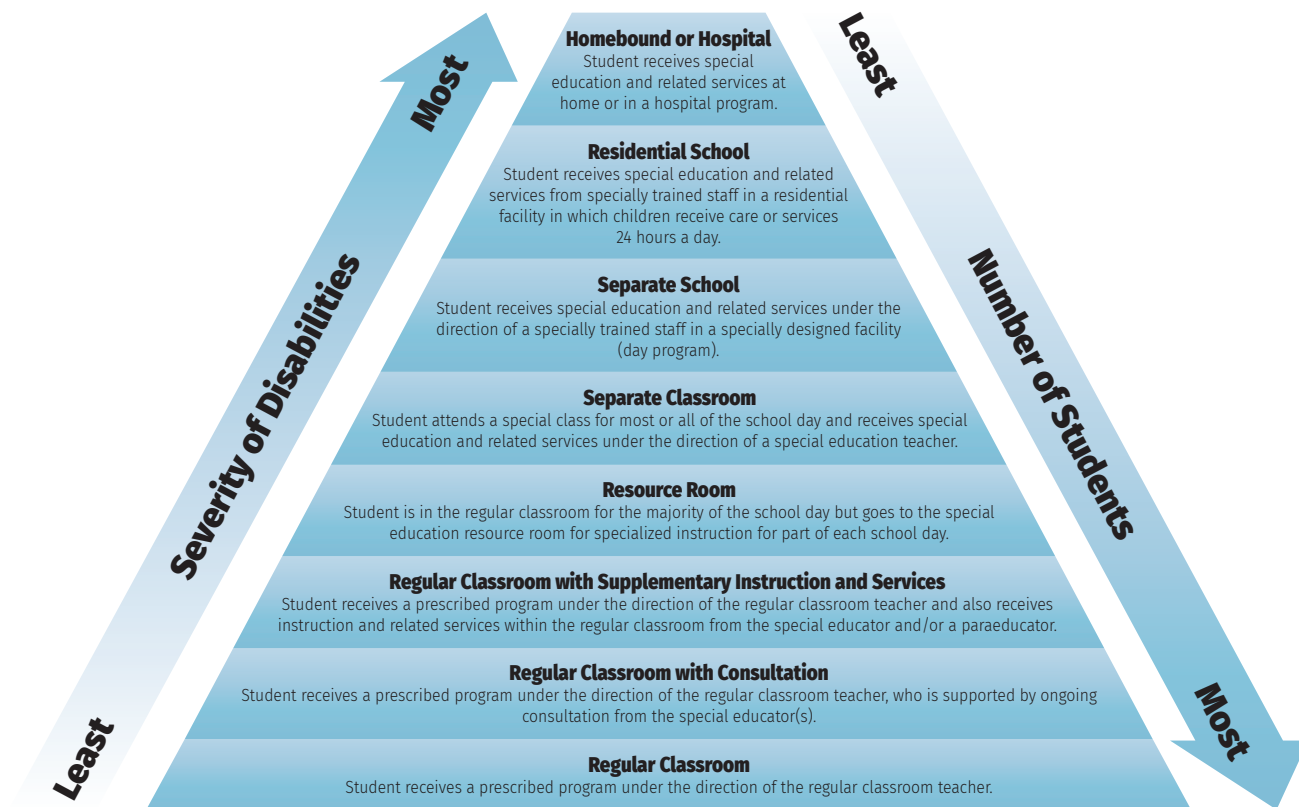 Homebound or Hospital
Student receives special
education and related services at
home or in a hospital program.
Residential School
Student receives special education and related
services from specially trained staff in a residential
facility in which children receive care or services
24 hours a day.
Separate School
Student receives special education and related services under the
direction of a specially trained staff in a specially designed facility
(day program).
Separate Classroom
Student attends a special class for most or all of the school day and receives special
education and related services under the direction of a special education teacher.
Resource Room
Student is in the regular classroom for the majority of the school day but goes to the special
education resource room for specialized instruction for part of each school day.
Regular Classroom with Supplementary Instruction and Services
Student receives a prescribed program under the direction of the regular classroom teacher and also receives
instruction and related services within the regular classroom from the special educator and/or a paraeducator.
Regular Classroom with Consultation
Student receives a prescribed program under the direction of the regular classroom teacher, who is supported by ongoing
consultation from the special educator(s).
Regular Classroom
Student receives a prescribed program under the direction of the regular classroom teacher.
Least
Severity of Disabilities
Most
Least
Number of Students
Most